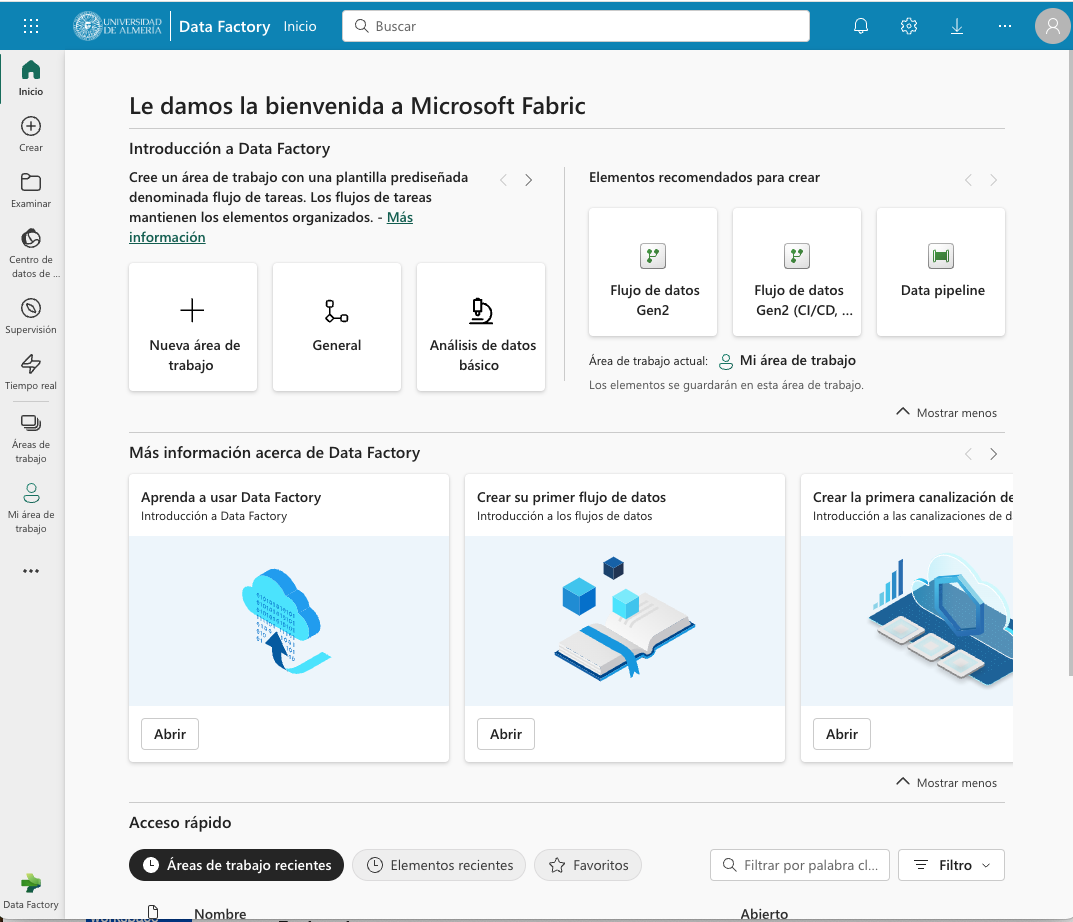 UNIVERSIDAD
DE ALMERÍA
Data Factory
Inicio
Buscar
Inicio
Crear
Examinar
Centro de
datos de ...
Supervisión
Tiempo real
Áreas de
trabajo
Mi área de
trabajo
Data Factory
Le damos la bienvenida a Microsoft Fabric
Introducción a Data Factory
Cree un área de trabajo con una plantilla prediseñada
denominada flujo de tareas. Los flujos de tareas
mantienen los elementos organizados. - Más
información
Nueva área de
trabajo
General
Análisis de datos
básico
Elementos recomendados para crear
Flujo de datos
Gen2
Flujo de datos
Gen2 (CI/CD, ...
Data pipeline
Área de trabajo actual: Mi área de trabajo
Los elementos se guardarán en esta área de trabajo.
Mostrar menos
Más información acerca de Data Factory
Aprenda a usar Data Factory
Introducción a Data Factory
Abrir
Crear su primer flujo de datos
Introducción a los flujos de datos
Abrir
Crear la primera canalización de
Introducción a las canalizaciones de d
Abrir
Mostrar menos
Acceso rápido
Áreas de trabajo recientes
Elementos recientes
Favoritos
Filtrar por palabra cl...
Filtro
Nombre
Abierto